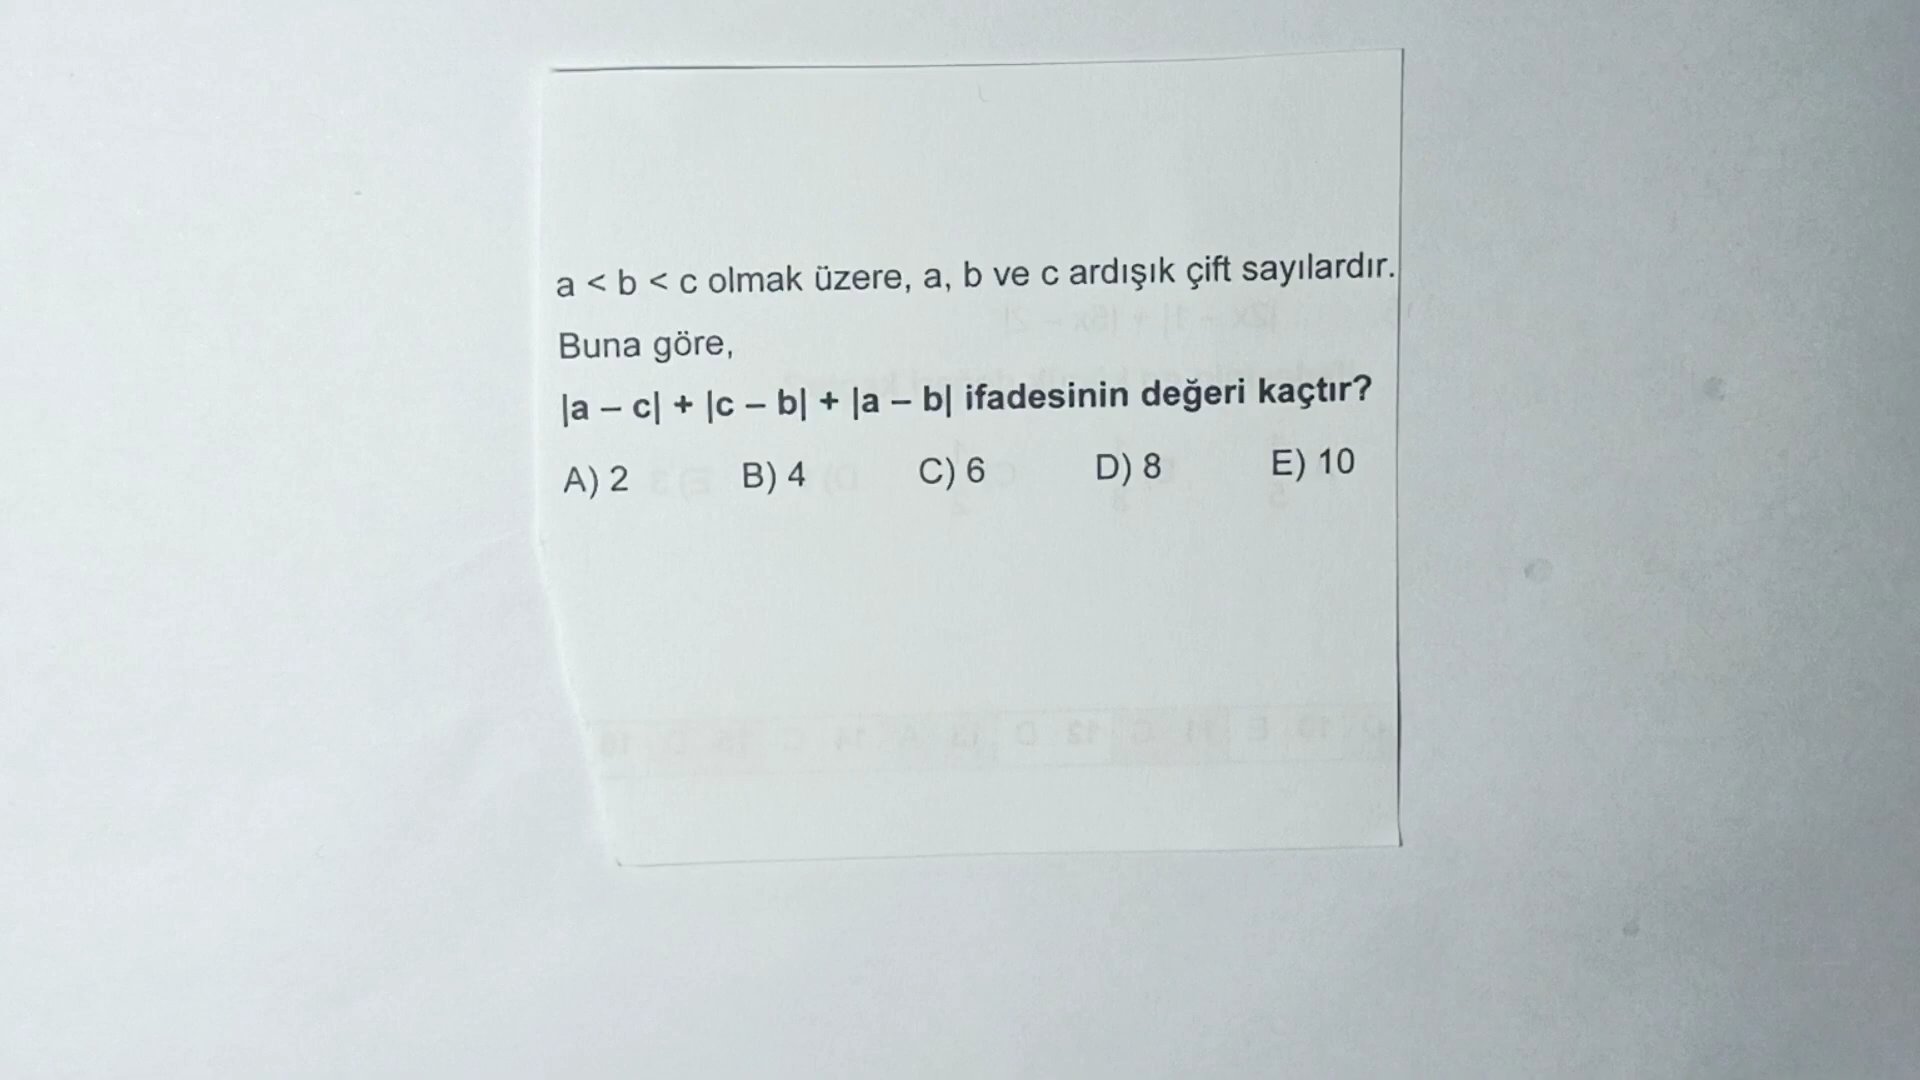 a < b < c olmak üzere, a, b ve c ardışık çift sayılardır.
Buna göre,
|a – c| + |c – b| + |a – b| ifadesinin değeri kaçtır?
A) 2 B) 4 C) 6 D) 8 E) 10